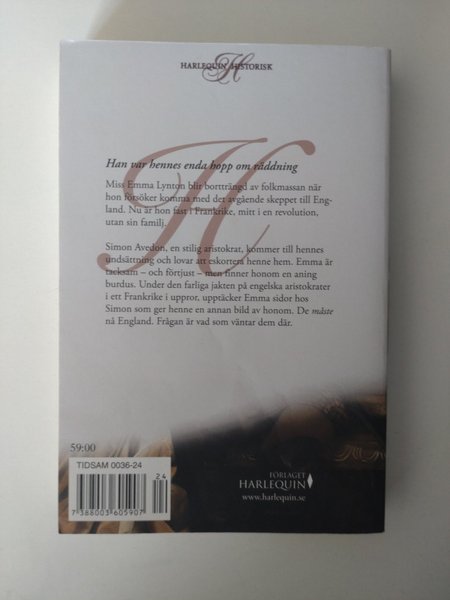 HARLEQUIN HISTORISK
H
Han var hennes enda hopp om räddning
Miss Emma Lynton blir bortträngd av folkmassan när
hon försöker komma med det avgående skeppet till Eng-
land. Nu är hon fast i Frankrike, mitt i en revolution,
utan sin familj.
Simon Avedon, en stilig aristokrat, kommer till hennes
undsättning och lovar att eskortera henne hem. Emma är
tacksam – och förtjust – men finner honom en aning
burdus. Under den farliga jakten på engelska aristokrater
i ett Frankrike i uppror, upptäcker Emma sidor hos
Simon som ger henne en annan bild av honom. De måste
nå England. Frågan är vad som väntar dem där.
59:00
TIDSAM 0036-24
24
7388003605907
FÖRLAGET
HARLEQUIN
www.harlequin.se